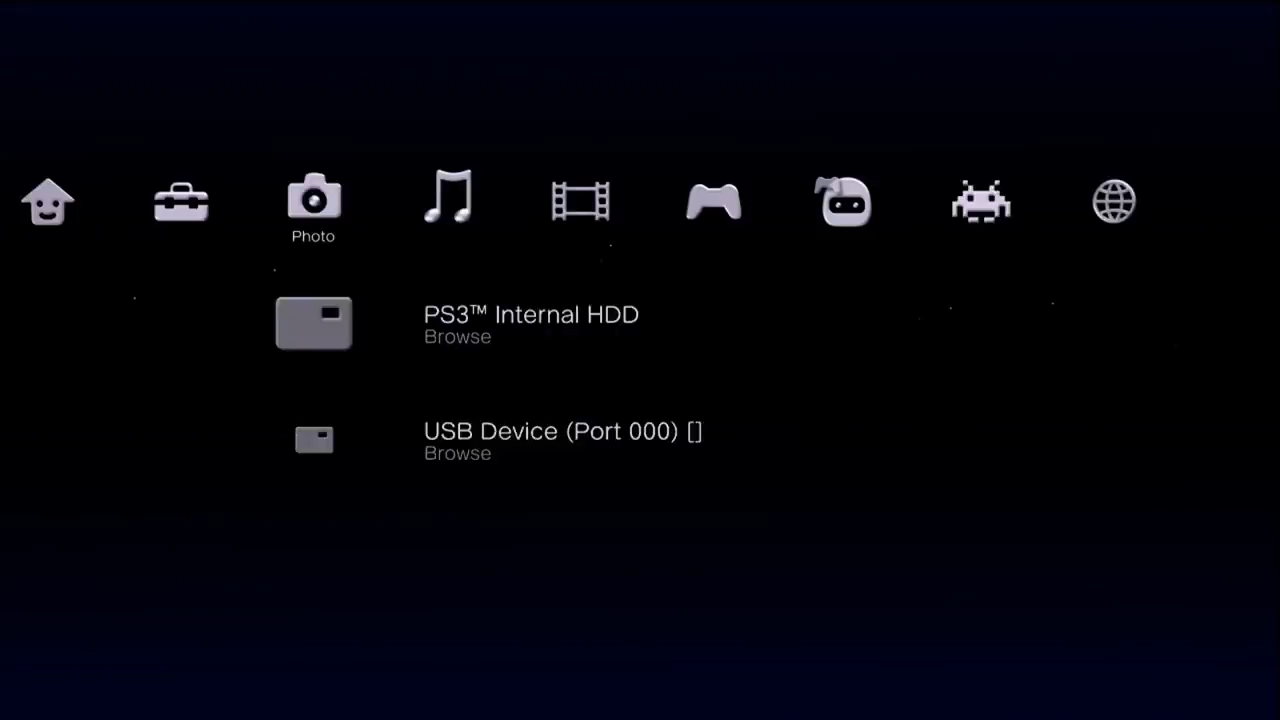 Photo
PS3™ Internal HDD
Browse
USB Device (Port 000) []
Browse